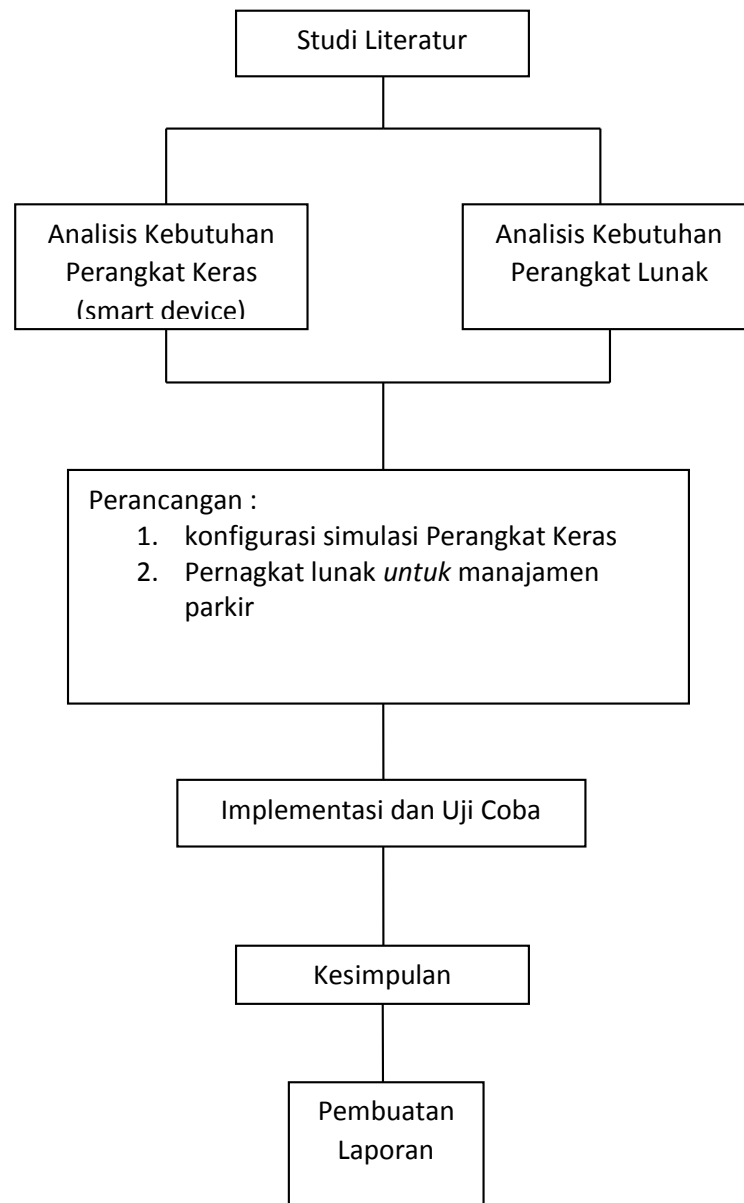 Studi Literatur
Analisis Kebutuhan
Perangkat Keras
(smart device)
Analisis Kebutuhan
Perangkat Lunak
Perancangan :
1. konfigurasi simulasi Perangkat Keras
2. Pernagkat lunak untuk manajamen
parkir
Implementasi dan Uji Coba
Kesimpulan
Pembuatan
Laporan